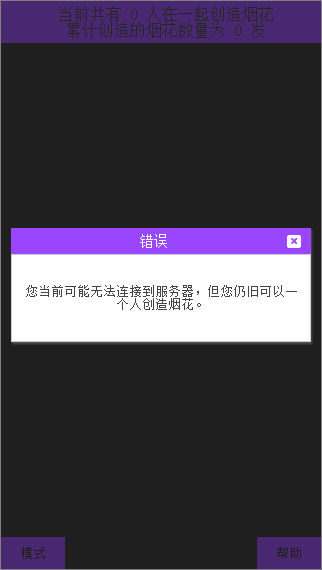 当前共有 0 人在一起创造烟花
累计创造的烟花数量为 0 发
错误
您当前可能无法连接到服务器，但您仍旧可以一
个人创造烟花。
模式
帮助